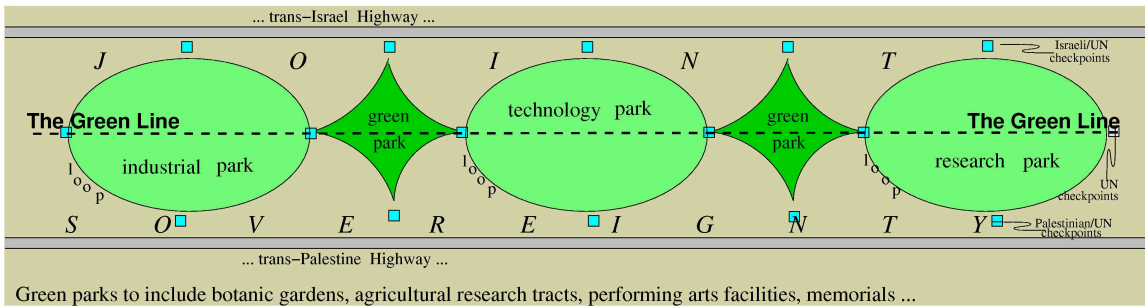 ... trans−Israel Highway ...
J O I N T
Israeli/UN
checkpoints
The Green Line
industrial park
loop
green
park
technology park
loop
green
park
The Green Line
research park
loop
UN
checkpoints
S O V E R E I G N T Y
Palestinian/UN
checkpoints
... trans−Palestine Highway ...
Green parks to include botanic gardens, agricultural research tracts, performing arts facilities, memorials ...